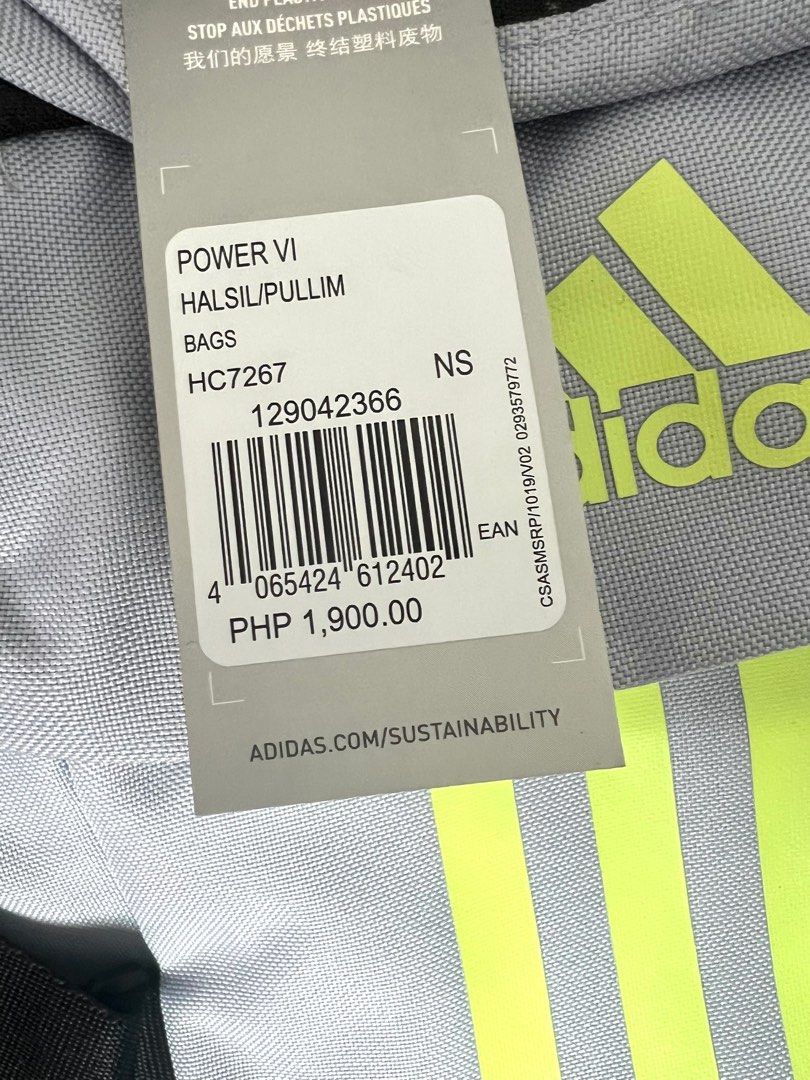 STOP AUX DÉCHETS PLASTIQUES
我们的愿景 终结塑料废物
POWER VI
HALSIL/PULLIM
BAGS
HC7267
NS
129042366
4 065424 612402
EAN
PHP 1,900.00
CSASMSRP/1019/V02 0293579772
ADIDAS.COM/SUSTAINABILITY
adidas